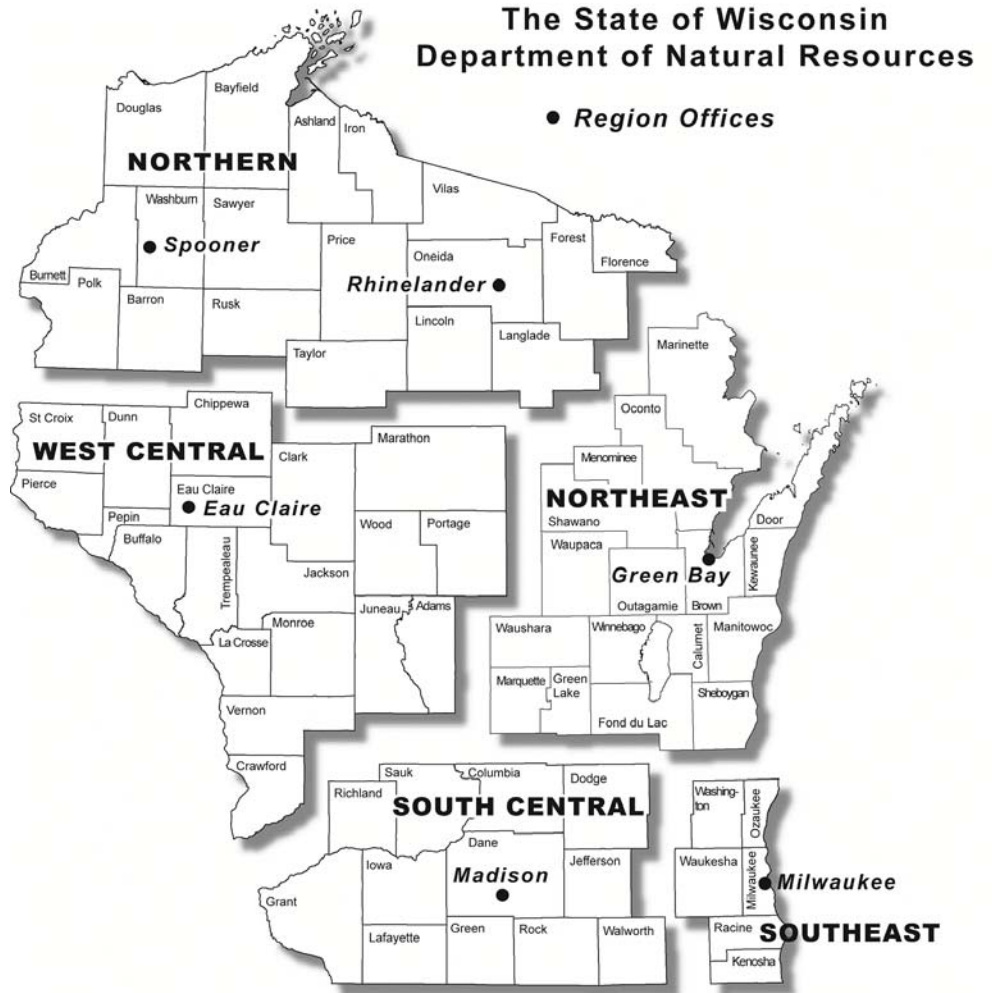 The State of Wisconsin
Department of Natural Resources
Region Offices
Douglas
Bayfield
Ashland
Iron
NORTHERN
Vilas
Washburn
Sawyer
Spooner
Price
Oneida
Forest
Florence
Burnett
Polk
Rhinelander
Barron
Rusk
Lincoln
Langlade
Taylor
Marinette
Chippewa
St Croix
Dunn
WEST CENTRAL
Marathon
Clark
Pierce
Eau Claire
Eau Claire
Pepin
Buffalo
Wood
Portage
Trempealeau
Jackson
Juneau
Adams
Monroe
La Crosse
Vernon
Crawford
Oconto
Menominee
NORTHEAST
Shawano
Door
Waupaca
Green Bay
Kewaunee
Outagamie
Brown
Waushara
Winnebago
Calumet
Manitowoc
Marquette
Green
Lake
Sheboygan
Fond du Lac
Sauk
Columbia
Dodge
Richland
SOUTH CENTRAL
Dane
Iowa
Jefferson
Madison
Grant
Lafayette
Green
Rock
Walworth
Washing-
ton
Ozaukee
Waukesha
Milwaukee
Milwaukee
Racine
SOUTHEAST
Kenosha